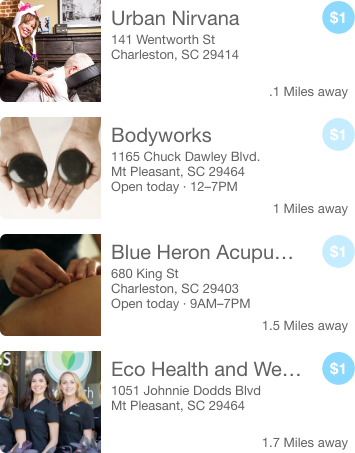 Urban Nirvana
$1
141 Wentworth St
Charleston, SC 29414
.1 Miles away
Bodyworks
$1
1165 Chuck Dawley Blvd.
Mt Pleasant, SC 29464
Open today · 12–7PM
1 Miles away
Blue Heron Acupu…
$1
680 King St
Charleston, SC 29403
Open today · 9AM–7PM
1.5 Miles away
Eco Health and We…
$1
1051 Johnnie Dodds Blvd
Mt Pleasant, SC 29464
1.7 Miles away